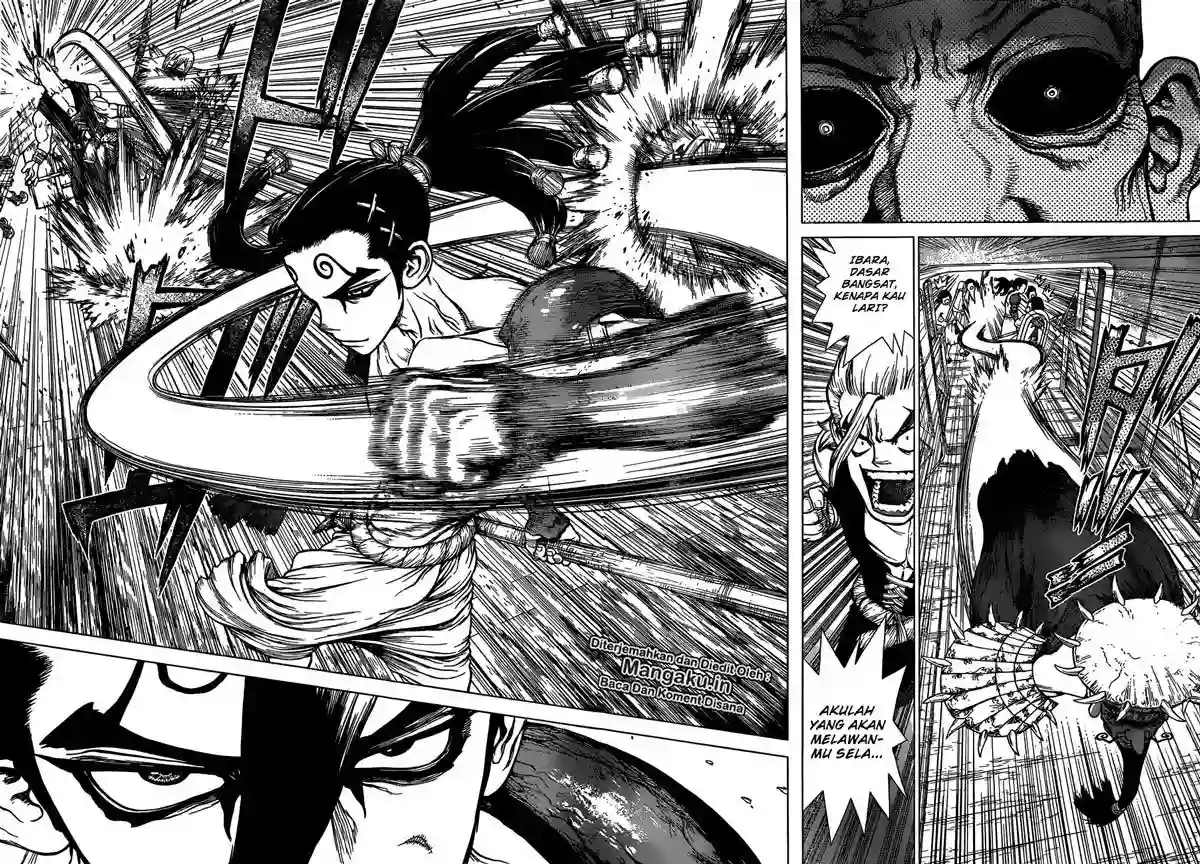 IBARA,
DASAR
BANGSAT,
KENAPA KAU
LARI?
AKULAH
YANG AKAN
MELAWAN-
MU SELA...
Diterjemahkan dan Diedit Oleh :
Mangaku.in
Baca Dan Koment Disana